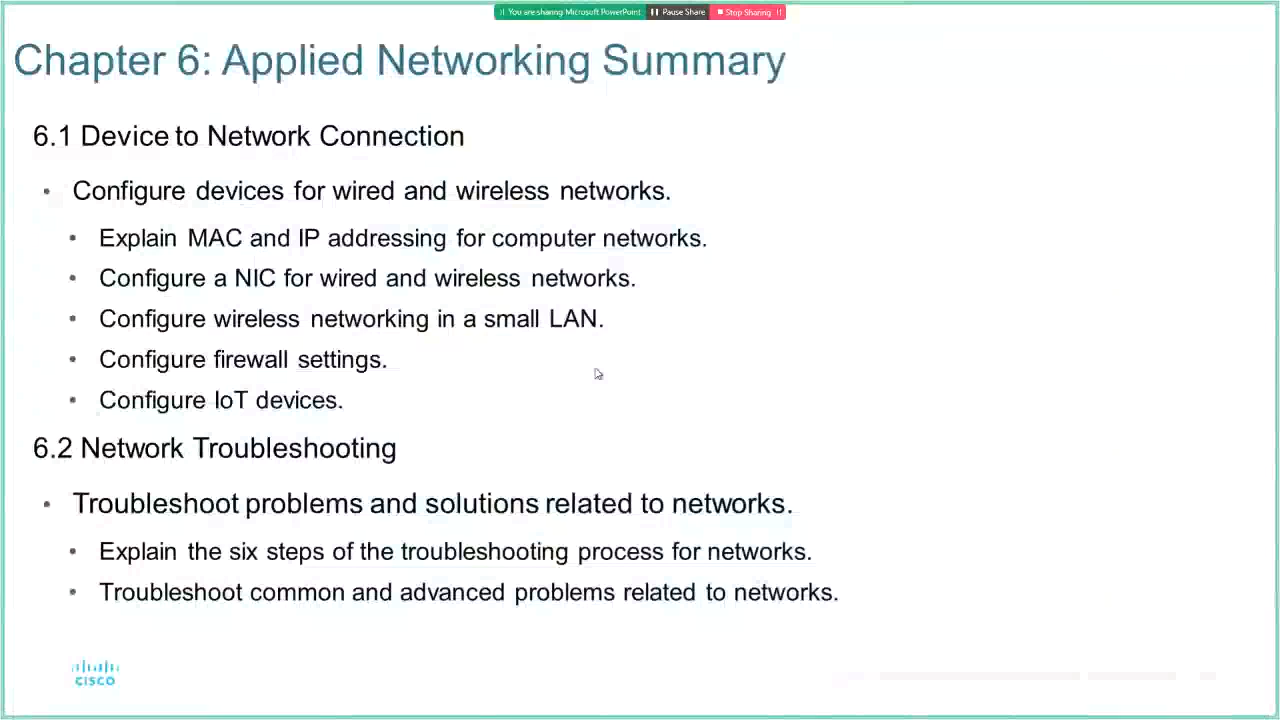 You are sharing Microsoft PowerPoint Pause Share Stop Sharing
Chapter 6: Applied Networking Summary
6.1 Device to Network Connection
• Configure devices for wired and wireless networks.
• Explain MAC and IP addressing for computer networks.
• Configure a NIC for wired and wireless networks.
• Configure wireless networking in a small LAN.
• Configure firewall settings.
• Configure IoT devices.
6.2 Network Troubleshooting
• Troubleshoot problems and solutions related to networks.
• Explain the six steps of the troubleshooting process for networks.
• Troubleshoot common and advanced problems related to networks.
CISCO